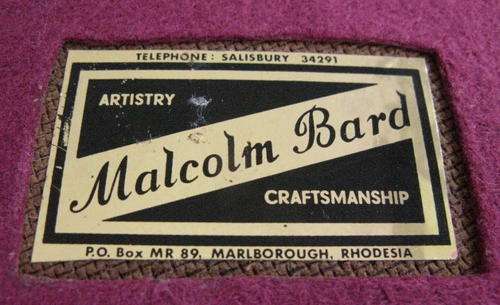 TELEPHONE: SALISBURY 34291
ARTISTRY
Malcolm Bard
CRAFTSMANSHIP
P.O. Box MR 89, MARLBOROUGH, RHODESIA